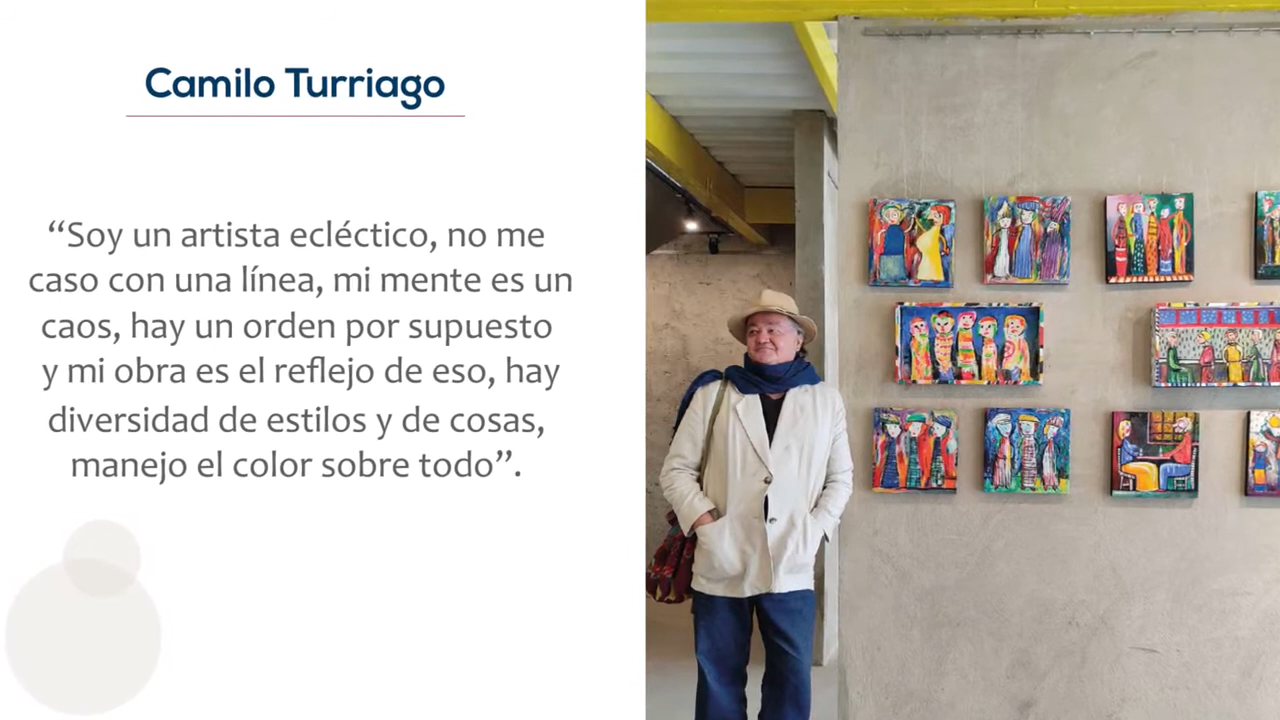 Camilo Turriago
“Soy un artista ecléctico, no me
caso con una línea, mi mente es un
caos, hay un orden por supuesto
y mi obra es el reflejo de eso, hay
diversidad de estilos y de cosas,
manejo el color sobre todo”.